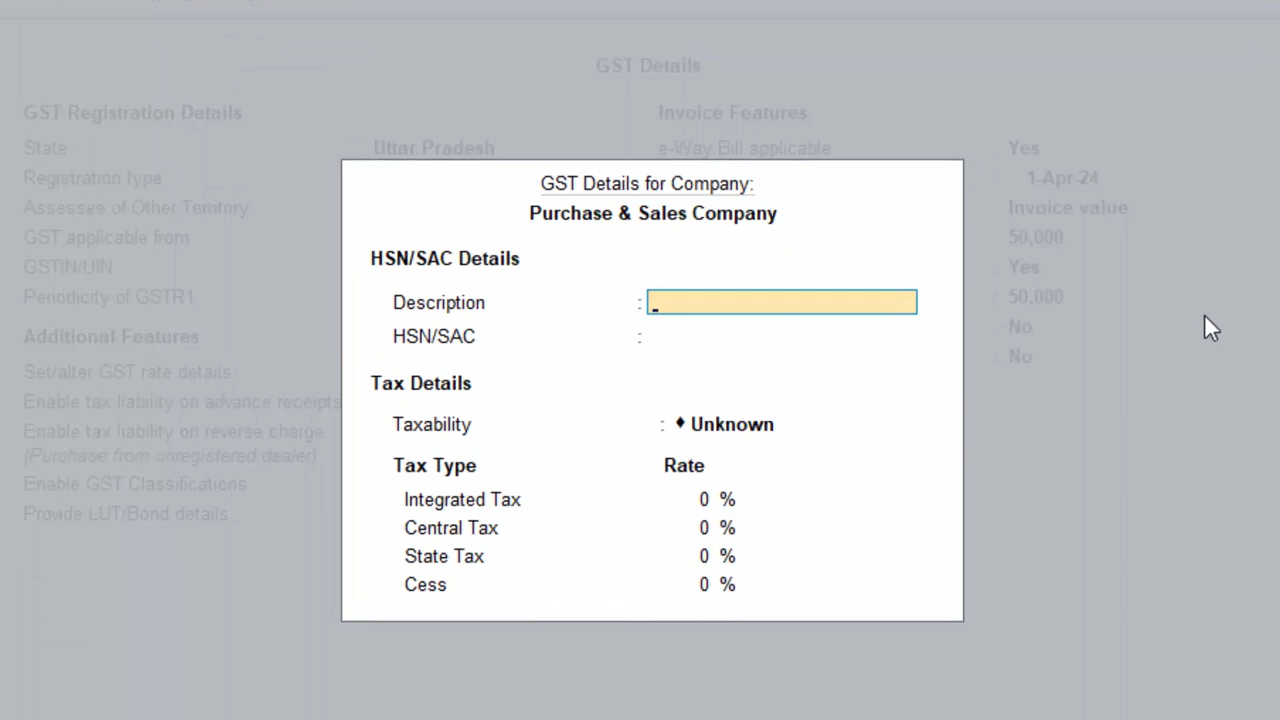 GST Details
GST Registration Details
Invoice Features
State
Uttar Pradesh
e-Way Bill applicable
: Yes
Registration type
: 1-Apr-24
Assessee of Other Territory
Invoice value
GST applicable from
50,000
GSTIN/UIN
: Yes
Periodicity of GSTR1
: 50,000
Additional Features
: No
Set/alter GST rate details
: No
Enable tax liability on advance receipts
Enable tax liability on reverse charge
(Purchase from unregistered dealer)
Enable GST Classifications
Provide LUT/Bond details
GST Details for Company:
Purchase & Sales Company
HSN/SAC Details
Description :
HSN/SAC :
Tax Details
Taxability : ♦ Unknown
Tax Type Rate
Integrated Tax 0 %
Central Tax 0 %
State Tax 0 %
Cess 0 %